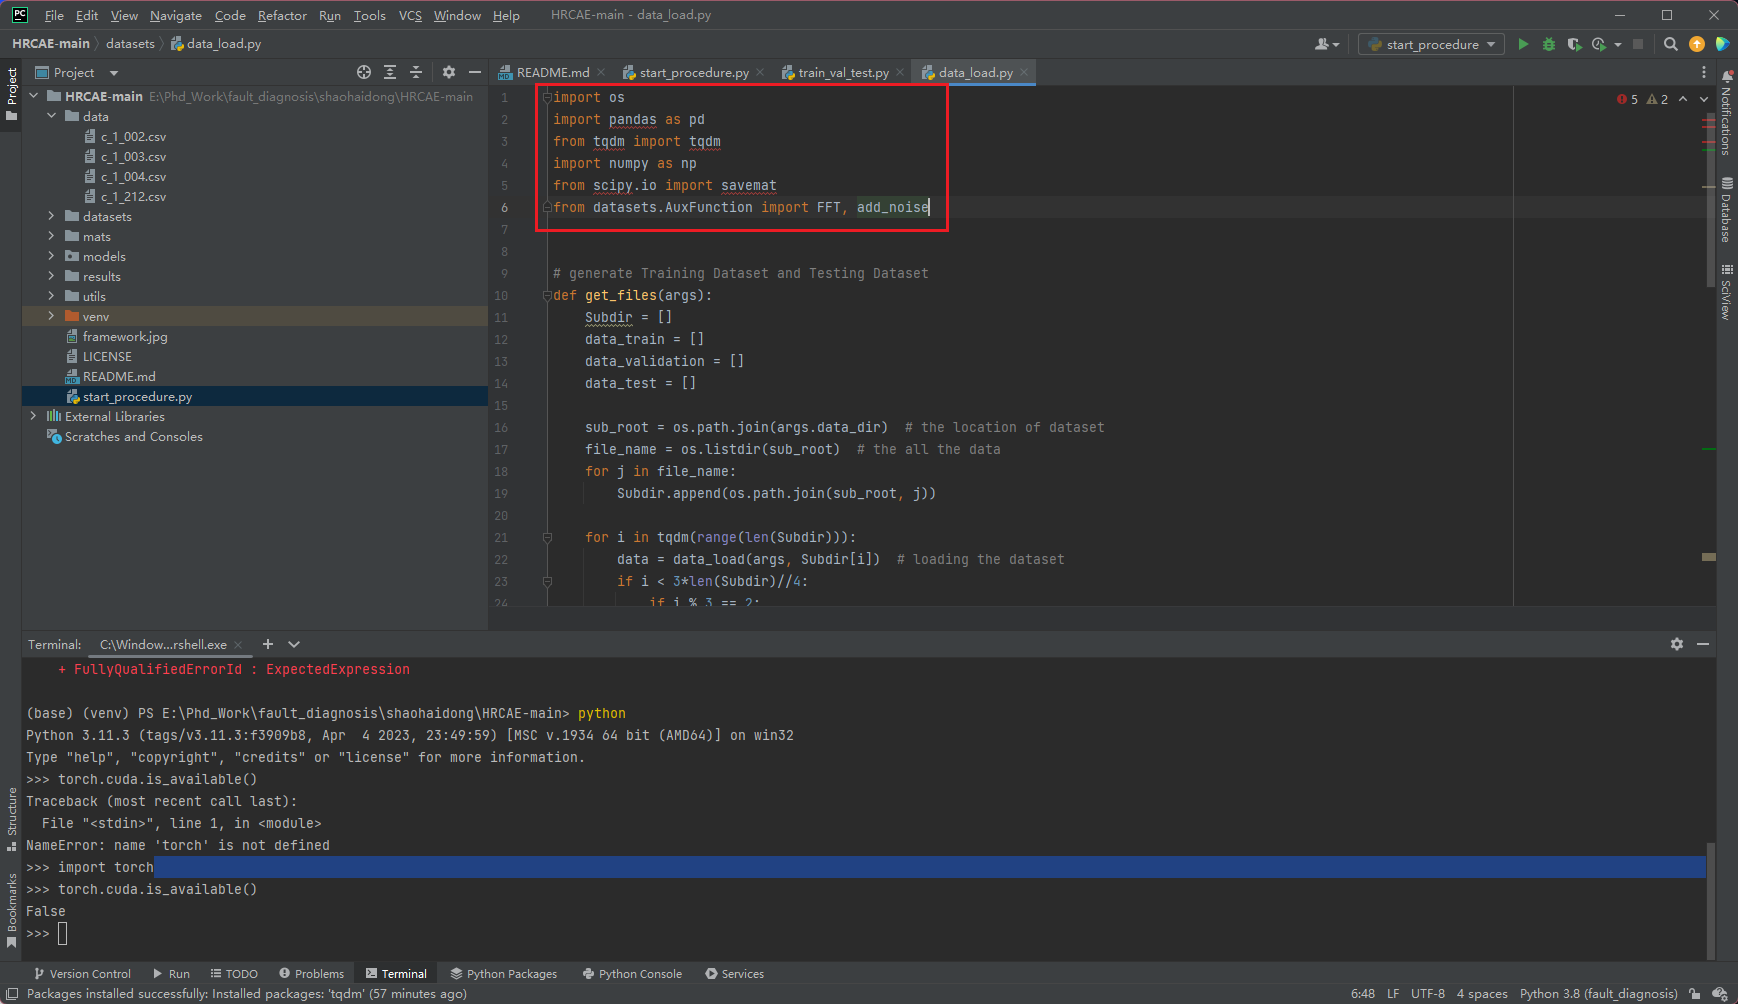 PC File Edit View Navigate Code Refactor Run Tools VCS Window Help HRCAE-main - data_load.py
HRCAE-main datasets data_load.py start_procedure
Project
README.md start_procedure.py train_val_test.py data_load.py
HRCAE-main E:\Phd_Work\fault_diagnosis\shaohaidong\HRCAE-main
data
c_1_002.csv
c_1_003.csv
c_1_004.csv
c_1_212.csv
datasets
mats
models
results
utils
venv
framework.jpg
LICENSE
README.md
start_procedure.py
External Libraries
Scratches and Consoles
5 2
1 import os
2 import pandas as pd
3 from tqdm import tqdm
4 import numpy as np
5 from scipy.io import savemat
6 from datasets.AuxFunction import FFT, add_noise
7
8
9 # generate Training Dataset and Testing Dataset
10 def get_files(args):
11 Subdir = []
12 data_train = []
13 data_validation = []
14 data_test = []
15
16 sub_root = os.path.join(args.data_dir)  # the location of dataset
17 file_name = os.listdir(sub_root)  # the all the data
18 for j in file_name:
19 Subdir.append(os.path.join(sub_root, j))
20
21 for i in tqdm(range(len(Subdir))):
22 data = data_load(args, Subdir[i])  # loading the dataset
23 if i < 3*len(Subdir)//4:
24 if i % 3 == 2:
Project
Structure
Bookmarks
Notifications
Database
SciView
Terminal: C:\Window...rshell.exe
+ FullyQualifiedErrorId : ExpectedExpression
(base) (venv) PS E:\Phd_Work\fault_diagnosis\shaohaidong\HRCAE-main> python
Python 3.11.3 (tags/v3.11.3:f3909b8, Apr  4 2023, 23:49:59) [MSC v.1934 64 bit (AMD64)] on win32
Type "help", "copyright", "credits" or "license" for more information.
>>> torch.cuda.is_available()
Traceback (most recent call last):
File "<stdin>", line 1, in <module>
NameError: name 'torch' is not defined
>>> import torch
>>> torch.cuda.is_available()
False
>>>
Version Control Run TODO Problems Terminal Python Packages Python Console Services
Packages installed successfully: Installed packages: 'tqdm' (57 minutes ago) 6:48 LF UTF-8 4 spaces Python 3.8 (fault_diagnosis)